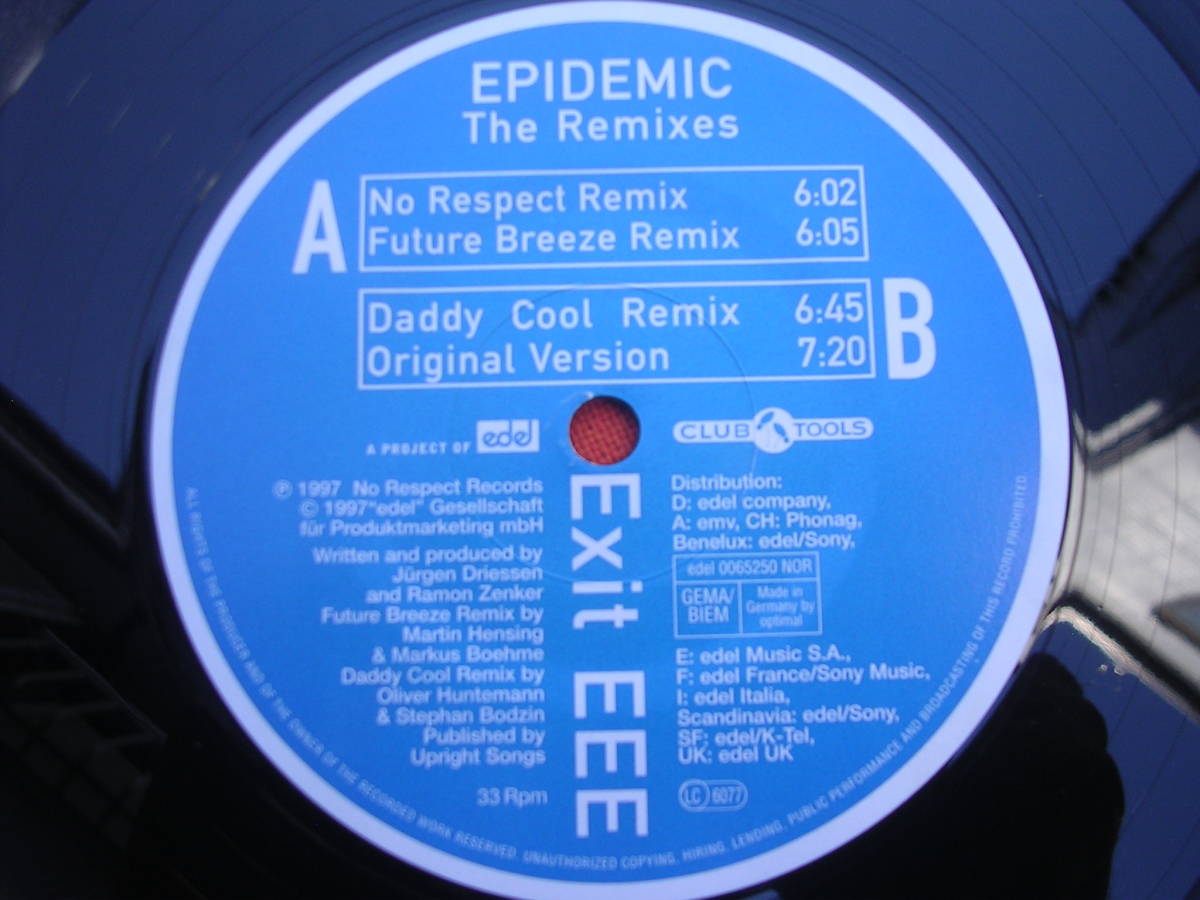 EPIDEMIC
The Remixes
A
No Respect Remix 6:02
Future Breeze Remix 6:05
Daddy Cool Remix 6:45
Original Version 7:20
B
A PROJECT OF edel
CLUB TOOLS
℗ 1997 No Respect Records
© 1997"edel" Gesellschaft
für Produktmarketing mbH
Written and produced by
Jürgen Driessen
and Ramon Zenker
Future Breeze Remix by
Martin Hensing
& Markus Boehme
Daddy Cool Remix by
Oliver Huntemann
& Stephan Bodzin
Published by
Upright Songs
33 Rpm
Exit EEE
Distribution:
D: edel company,
A: emv, CH: Phonag,
Benelux: edel/Sony,
edel 0065250 NOR
GEMA/
BIEM
Made in
Germany by
optimal
E: edel Music S.A.,
F: edel France/Sony Music,
I: edel Italia,
Scandinavia: edel/Sony,
SF: edel/K-Tel,
UK: edel UK
LC 6077
ALL RIGHTS OF THE PRODUCER AND OF THE OWNER OF THE RECORDED WORK RESERVED. UNAUTHORIZED COPYING, HIRING, LENDING, PUBLIC PERFORMANCE AND BROADCASTING OF THIS RECORD PROHIBITED.